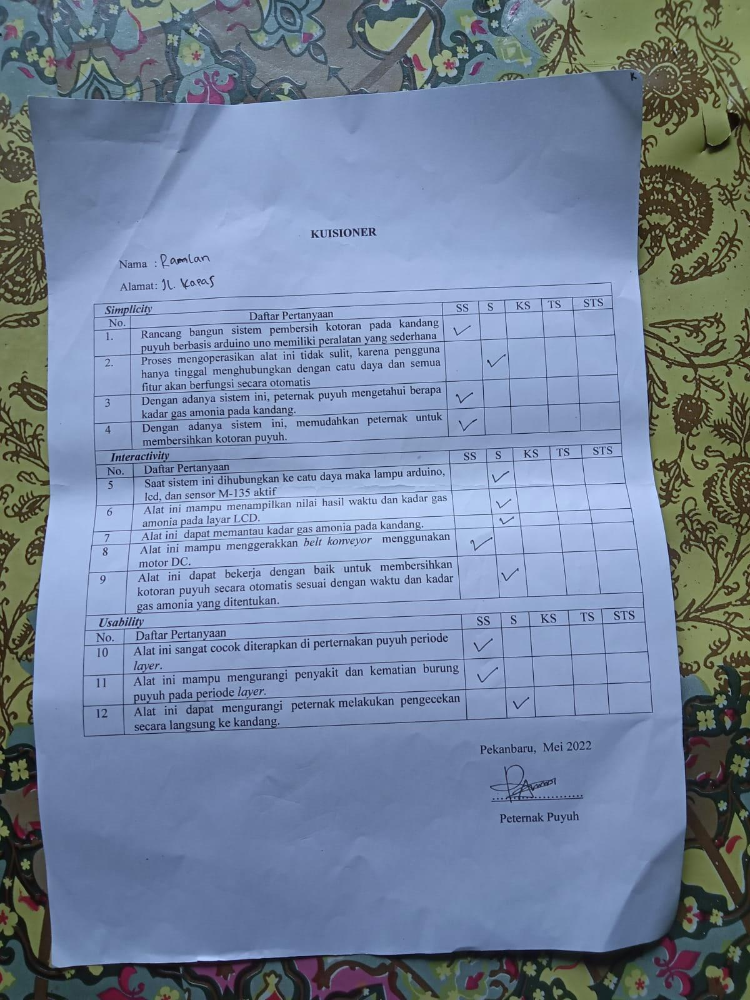 K
KUISIONER
Nama : Ramlan
Alamat: Jl. Kapas
Simplicity
No. Daftar Pertanyaan SS S KS TS STS
1. Rancang bangun sistem pembersih kotoran pada kandang
puyuh berbasis arduino uno memiliki peralatan yang sederhana ✓
2. Proses mengoperasikan alat ini tidak sulit, karena pengguna
hanya tinggal menghubungkan dengan catu daya dan semua ✓
fitur akan berfungsi secara otomatis
3 Dengan adanya sistem ini, peternak puyuh mengetahui berapa
kadar gas amonia pada kandang. ✓
4 Dengan adanya sistem ini, memudahkan peternak untuk
membersihkan kotoran puyuh. ✓
Interactivity
No. Daftar Pertanyaan SS S KS TS STS
5 Saat sistem ini dihubungkan ke catu daya maka lampu arduino,
lcd, dan sensor M-135 aktif ✓
6 Alat ini mampu menampilkan nilai hasil waktu dan kadar gas
amonia pada layar LCD. ✓
7 Alat ini dapat memantau kadar gas amonia pada kandang. ✓
8 Alat ini mampu menggerakkan belt konveyor menggunakan
motor DC. ✓
9 Alat ini dapat bekerja dengan baik untuk membersihkan
kotoran puyuh secara otomatis sesuai dengan waktu dan kadar ✓
gas amonia yang ditentukan.
Usability
No. Daftar Pertanyaan SS S KS TS STS
10 Alat ini sangat cocok diterapkan di perternakan puyuh periode
layer. ✓
11 Alat ini mampu mengurangi penyakit dan kematian burung
puyuh pada periode layer. ✓
12 Alat ini dapat mengurangi peternak melakukan pengecekan
secara langsung ke kandang. ✓
Pekanbaru, Mei 2022
Peternak Puyuh